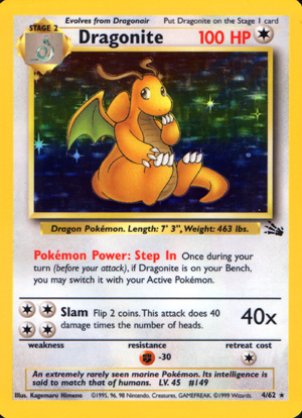 Evolves from Dragonair Put Dragonite on the Stage 1 card
STAGE 2
Dragonite 100 HP
Dragon Pokémon. Length: 7' 3", Weight: 463 lbs.
Pokémon Power: Step In Once during your
turn (before your attack), if Dragonite is on your Bench,
you may switch it with your Active Pokémon.
Slam Flip 2 coins. This attack does 40
damage times the number of heads. 40x
weakness resistance retreat cost
-30
An extremely rarely seen marine Pokémon. Its intelligence is
said to match that of humans. LV. 45 #149
Illus. Kagemaru Himeno ©1995, 96, 98 Nintendo, Creatures, GAMEFREAK. ©1999 Wizards. 4/62 ★